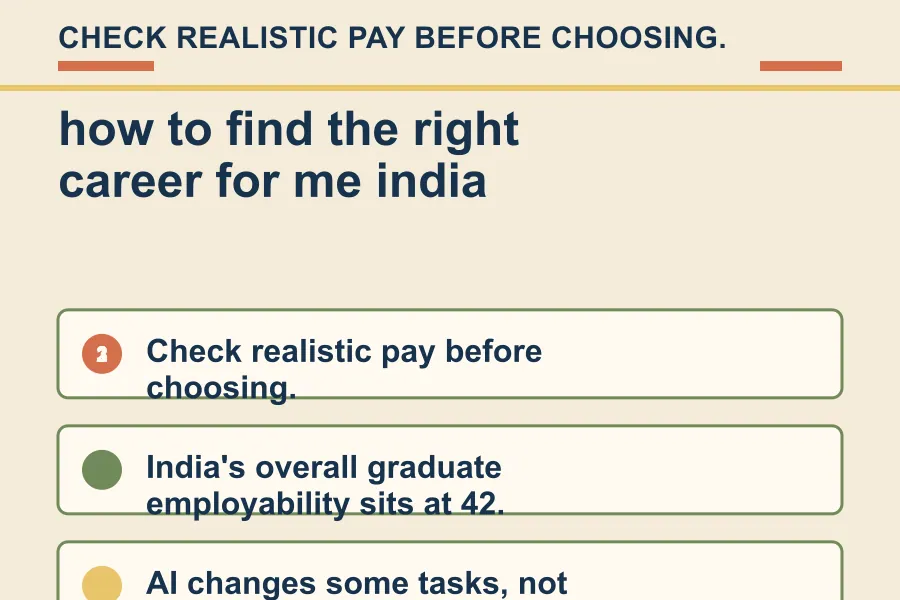 CHECK REALISTIC PAY BEFORE CHOOSING.
how to find the right
career for me india
Check realistic pay before
choosing.
India's overall graduate
employability sits at 42.
AI changes some tasks, not